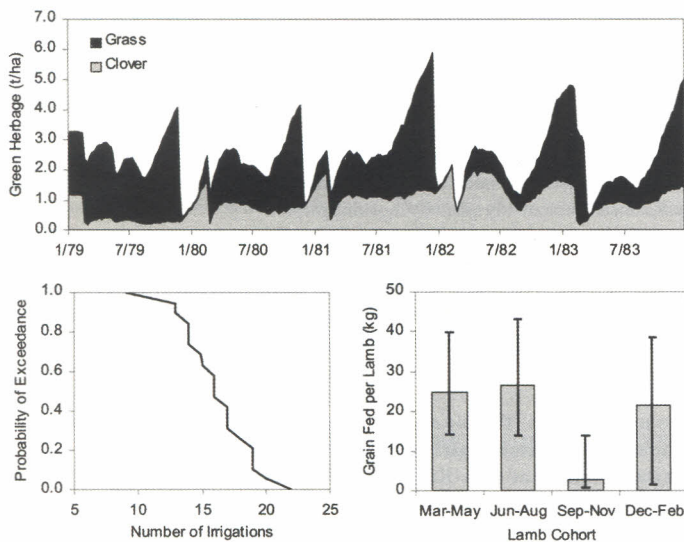 Green Herbage (t/ha)
7.0
6.0
5.0
4.0
3.0
2.0
1.0
0.0
Grass
Clover
1/79 7/79 1/80 7/80 1/81 7/81 1/82 7/82 1/83 7/83
Probability of Exceedance
1.0
0.8
0.6
0.4
0.2
0.0
5 10 15 20 25
Number of Irrigations
Grain Fed per Lamb (kg)
50
40
30
20
10
0
Mar-May Jun-Aug Sep-Nov Dec-Feb
Lamb Cohort